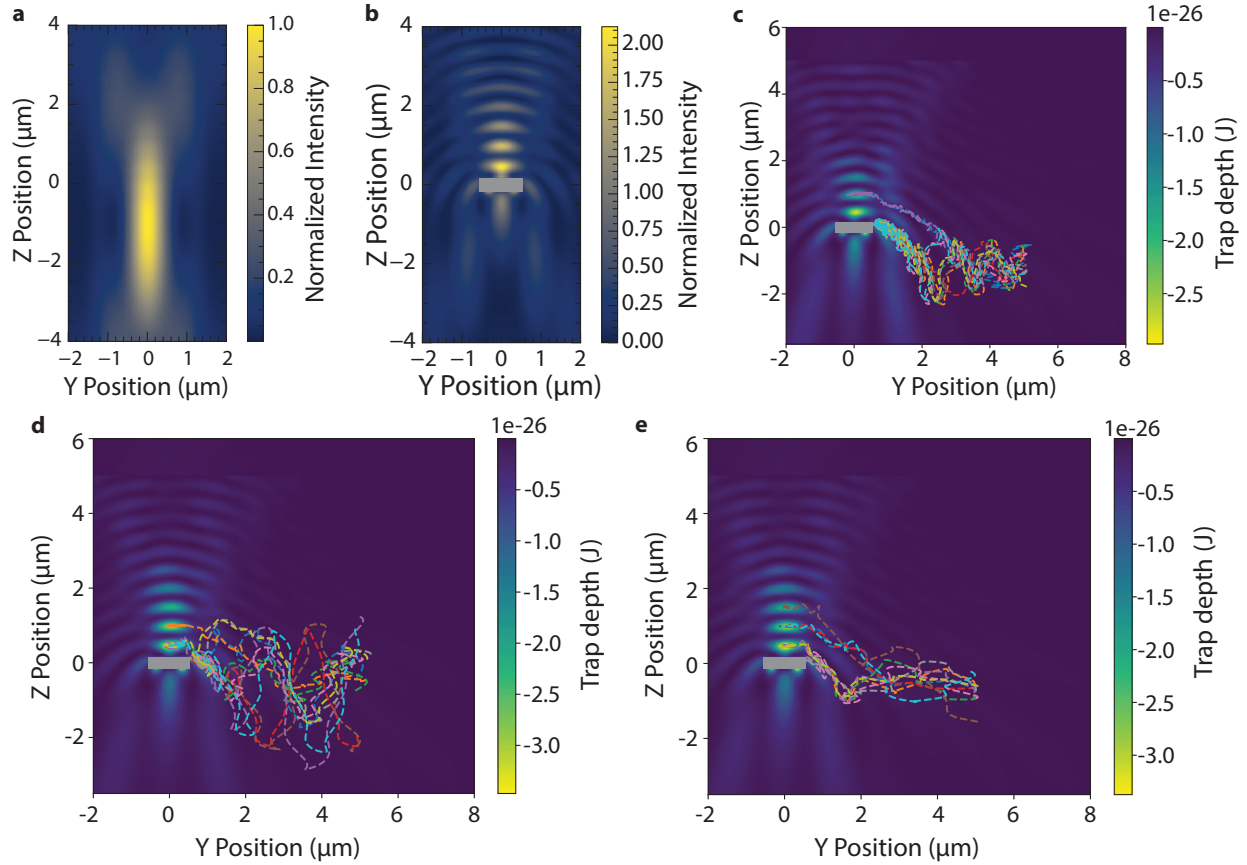 a
4
2
0
−2
−4
−2 −1 0 1 2
Y Position (µm)
Z Position (µm)
1.0
0.8
0.6
0.4
0.2
Normalized Intensity
b
4
2
0
−2
−4
−2 −1 0 1 2
Y Position (µm)
Z Position (µm)
2.00
1.75
1.50
1.25
1.00
0.75
0.50
0.25
0.00
Normalized Intensity
c
6
4
2
0
-2
-2 0 2 4 6 8
Y Position (µm)
Z Position (µm)
1e-26
-0.5
-1.0
-1.5
-2.0
-2.5
Trap depth (J)
d
6
4
2
0
-2
-2 0 2 4 6 8
Y Position (µm)
Z Position (µm)
1e-26
-0.5
-1.0
-1.5
-2.0
-2.5
-3.0
Trap depth (J)
e
6
4
2
0
-2
-2 0 2 4 6 8
Y Position (µm)
Z Position (µm)
1e-26
-0.5
-1.0
-1.5
-2.0
-2.5
-3.0
Trap depth (J)